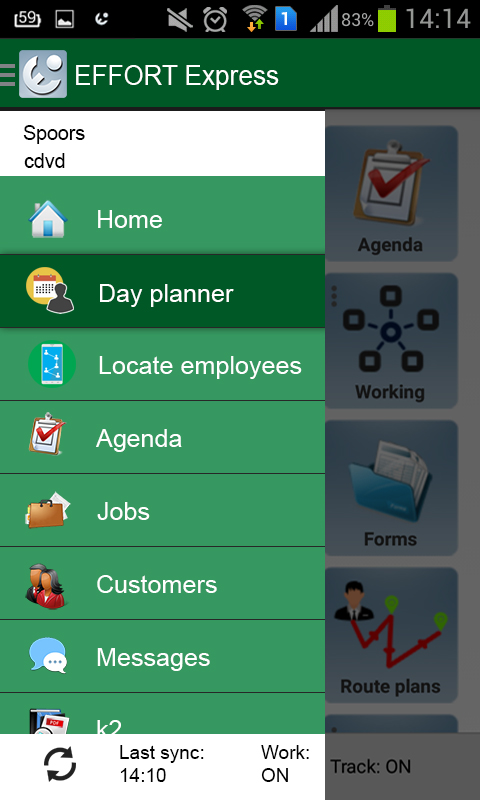 59
1
83%
14:14
EFFORT Express
Spoors
cdvd
Home
Day planner
Locate employees
Agenda
Jobs
Customers
Messages
k2
Agenda
Working
Forms
Route plans
Last sync:
14:10
Work:
ON
Track: ON